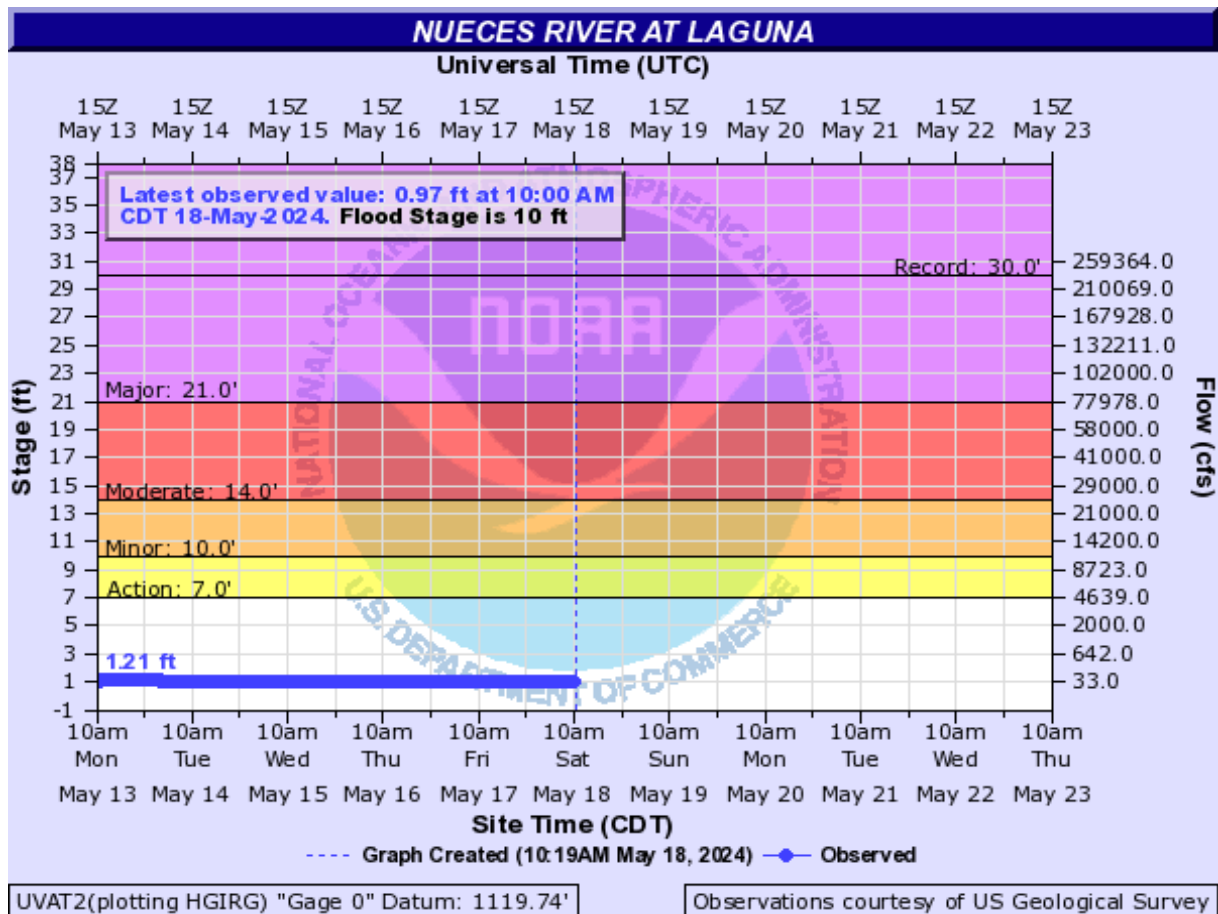 NUECES RIVER AT LAGUNA
Universal Time (UTC)
15Z 15Z 15Z 15Z 15Z 15Z 15Z 15Z 15Z 15Z 15Z
May 13 May 14 May 15 May 16 May 17 May 18 May 19 May 20 May 21 May 22 May 23
Latest observed value: 0.97 ft at 10:00 AM
CDT 18-May-2024. Flood Stage is 10 ft
Stage (ft)
38
37
35
33
31
29
27
25
23
21
19
17
15
13
11
9
7
5
3
1
-1
Record: 30.0'
Major: 21.0'
Moderate: 14.0'
Minor: 10.0'
Action: 7.0'
1.21 ft
NATIONAL OCEANIC AND ATMOSPHERIC ADMINISTRATION
NOAA
U.S. DEPARTMENT OF COMMERCE
259364.0
210069.0
167928.0
132211.0
102000.0
77978.0
58000.0
41000.0
29000.0
21000.0
14200.0
8723.0
4639.0
2000.0
642.0
33.0
Flow (cfs)
10am 10am 10am 10am 10am 10am 10am 10am 10am 10am 10am
Mon Tue Wed Thu Fri Sat Sun Mon Tue Wed Thu
May 13 May 14 May 15 May 16 May 17 May 18 May 19 May 20 May 21 May 22 May 23
Site Time (CDT)
Graph Created (10:19AM May 18, 2024) Observed
UVAT2(plotting HGIRG) "Gage 0" Datum: 1119.74'
Observations courtesy of US Geological Survey